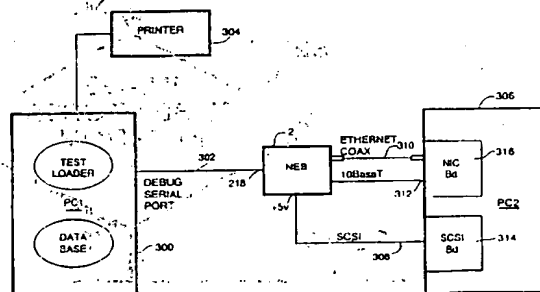 PRINTER
304
306
2
ETHERNET
COAX
310
TEST
LOADER
302
NEB
NIC
Bd
316
218
10BaseT
312
DEBUG
SERIAL
PORT
PC1
+5v
PC2
DATA
BASE
SCSI
308
SCSI
Bd
314
300